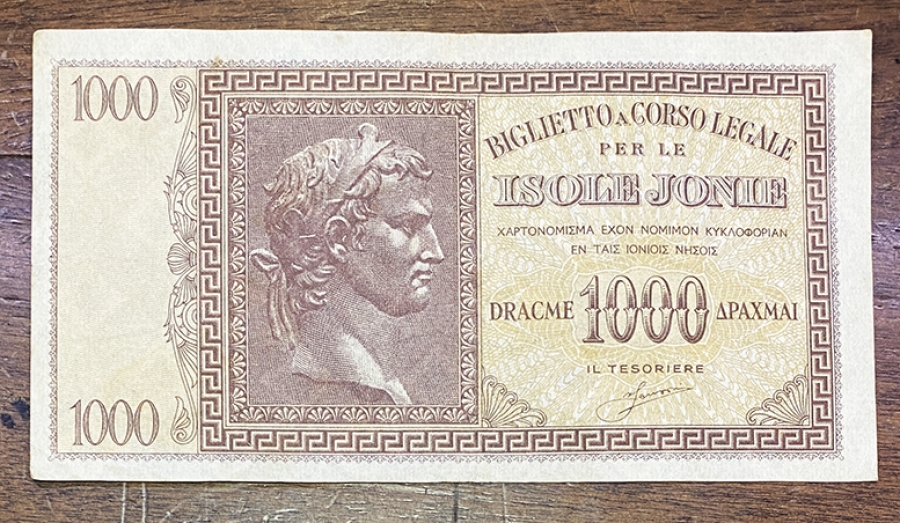 1000
BIGLIETTO A CORSO LEGALE
PER LE
ISOLE JONIE
ΧΑΡΤΟΝΟΜΙΣΜΑ ΕΧΟΝ ΝΟΜΙΜΟΝ ΚΥΚΛΟΦΟΡΙΑΝ
ΕΝ ΤΑΙΣ ΙΟΝΙΟΙΣ ΝΗΣΟΙΣ
DRACME 1000 ΔΡΑΧΜΑΙ
IL TESORIERE
1000